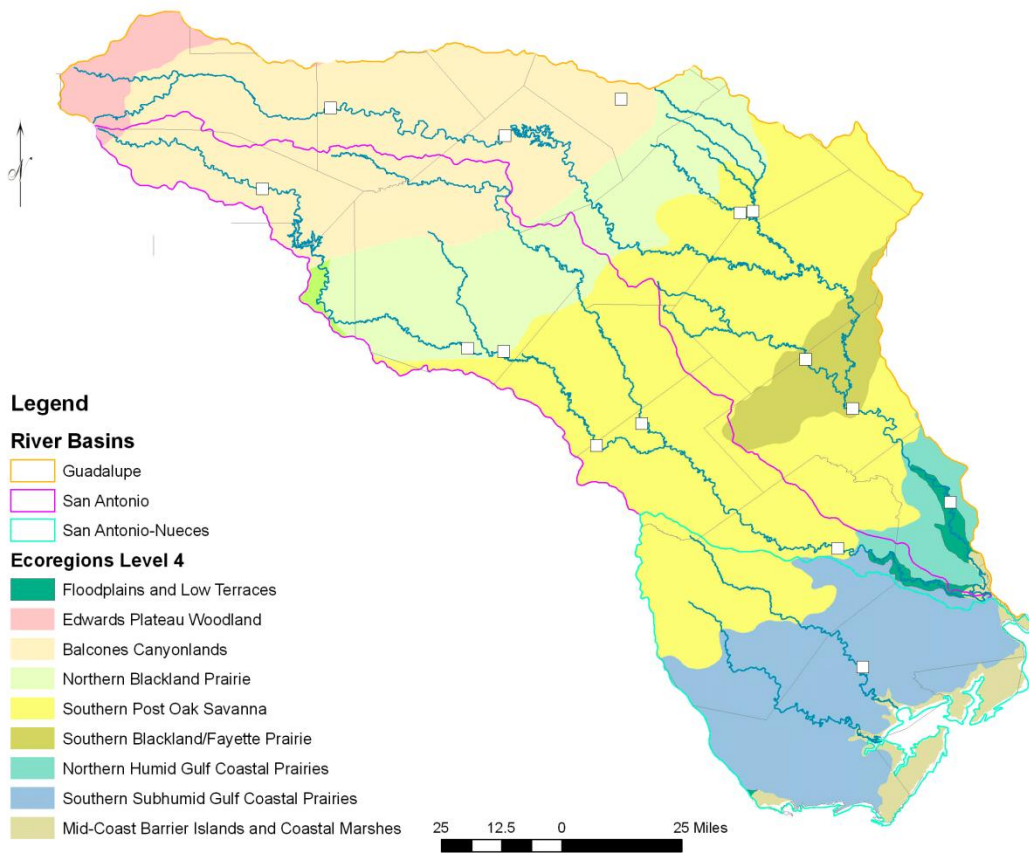 N
Legend
River Basins
Guadalupe
San Antonio
San Antonio-Nueces
Ecoregions Level 4
Floodplains and Low Terraces
Edwards Plateau Woodland
Balcones Canyonlands
Northern Blackland Prairie
Southern Post Oak Savanna
Southern Blackland/Fayette Prairie
Northern Humid Gulf Coastal Prairies
Southern Subhumid Gulf Coastal Prairies
Mid-Coast Barrier Islands and Coastal Marshes
25 12.5 0 25 Miles